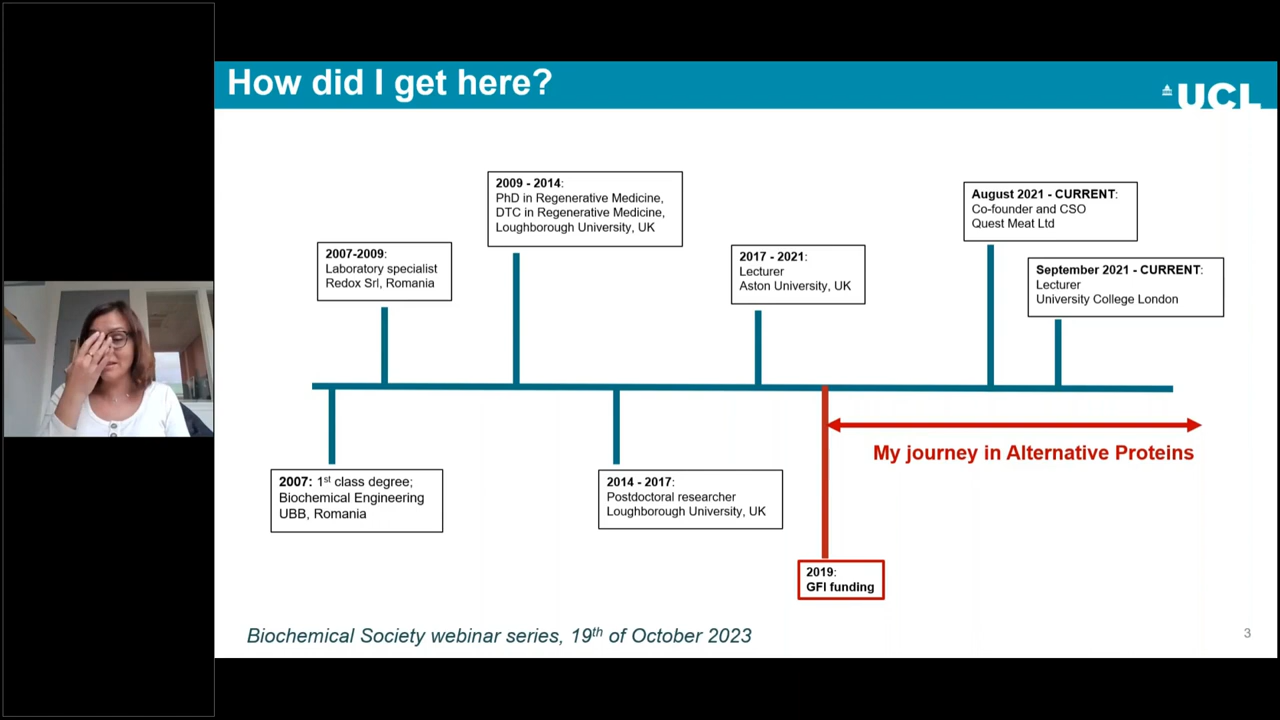 How did I get here?
UCL
2009 - 2014:
PhD in Regenerative Medicine,
DTC in Regenerative Medicine,
Loughborough University, UK
August 2021 - CURRENT:
Co-founder and CSO
Quest Meat Ltd
2007-2009:
Laboratory specialist
Redox Srl, Romania
2017 - 2021:
Lecturer
Aston University, UK
September 2021 - CURRENT:
Lecturer
University College London
My journey in Alternative Proteins
2007: 1st class degree;
Biochemical Engineering
UBB, Romania
2014 - 2017:
Postdoctoral researcher
Loughborough University, UK
2019:
GFI funding
Biochemical Society webinar series, 19th of October 2023
3